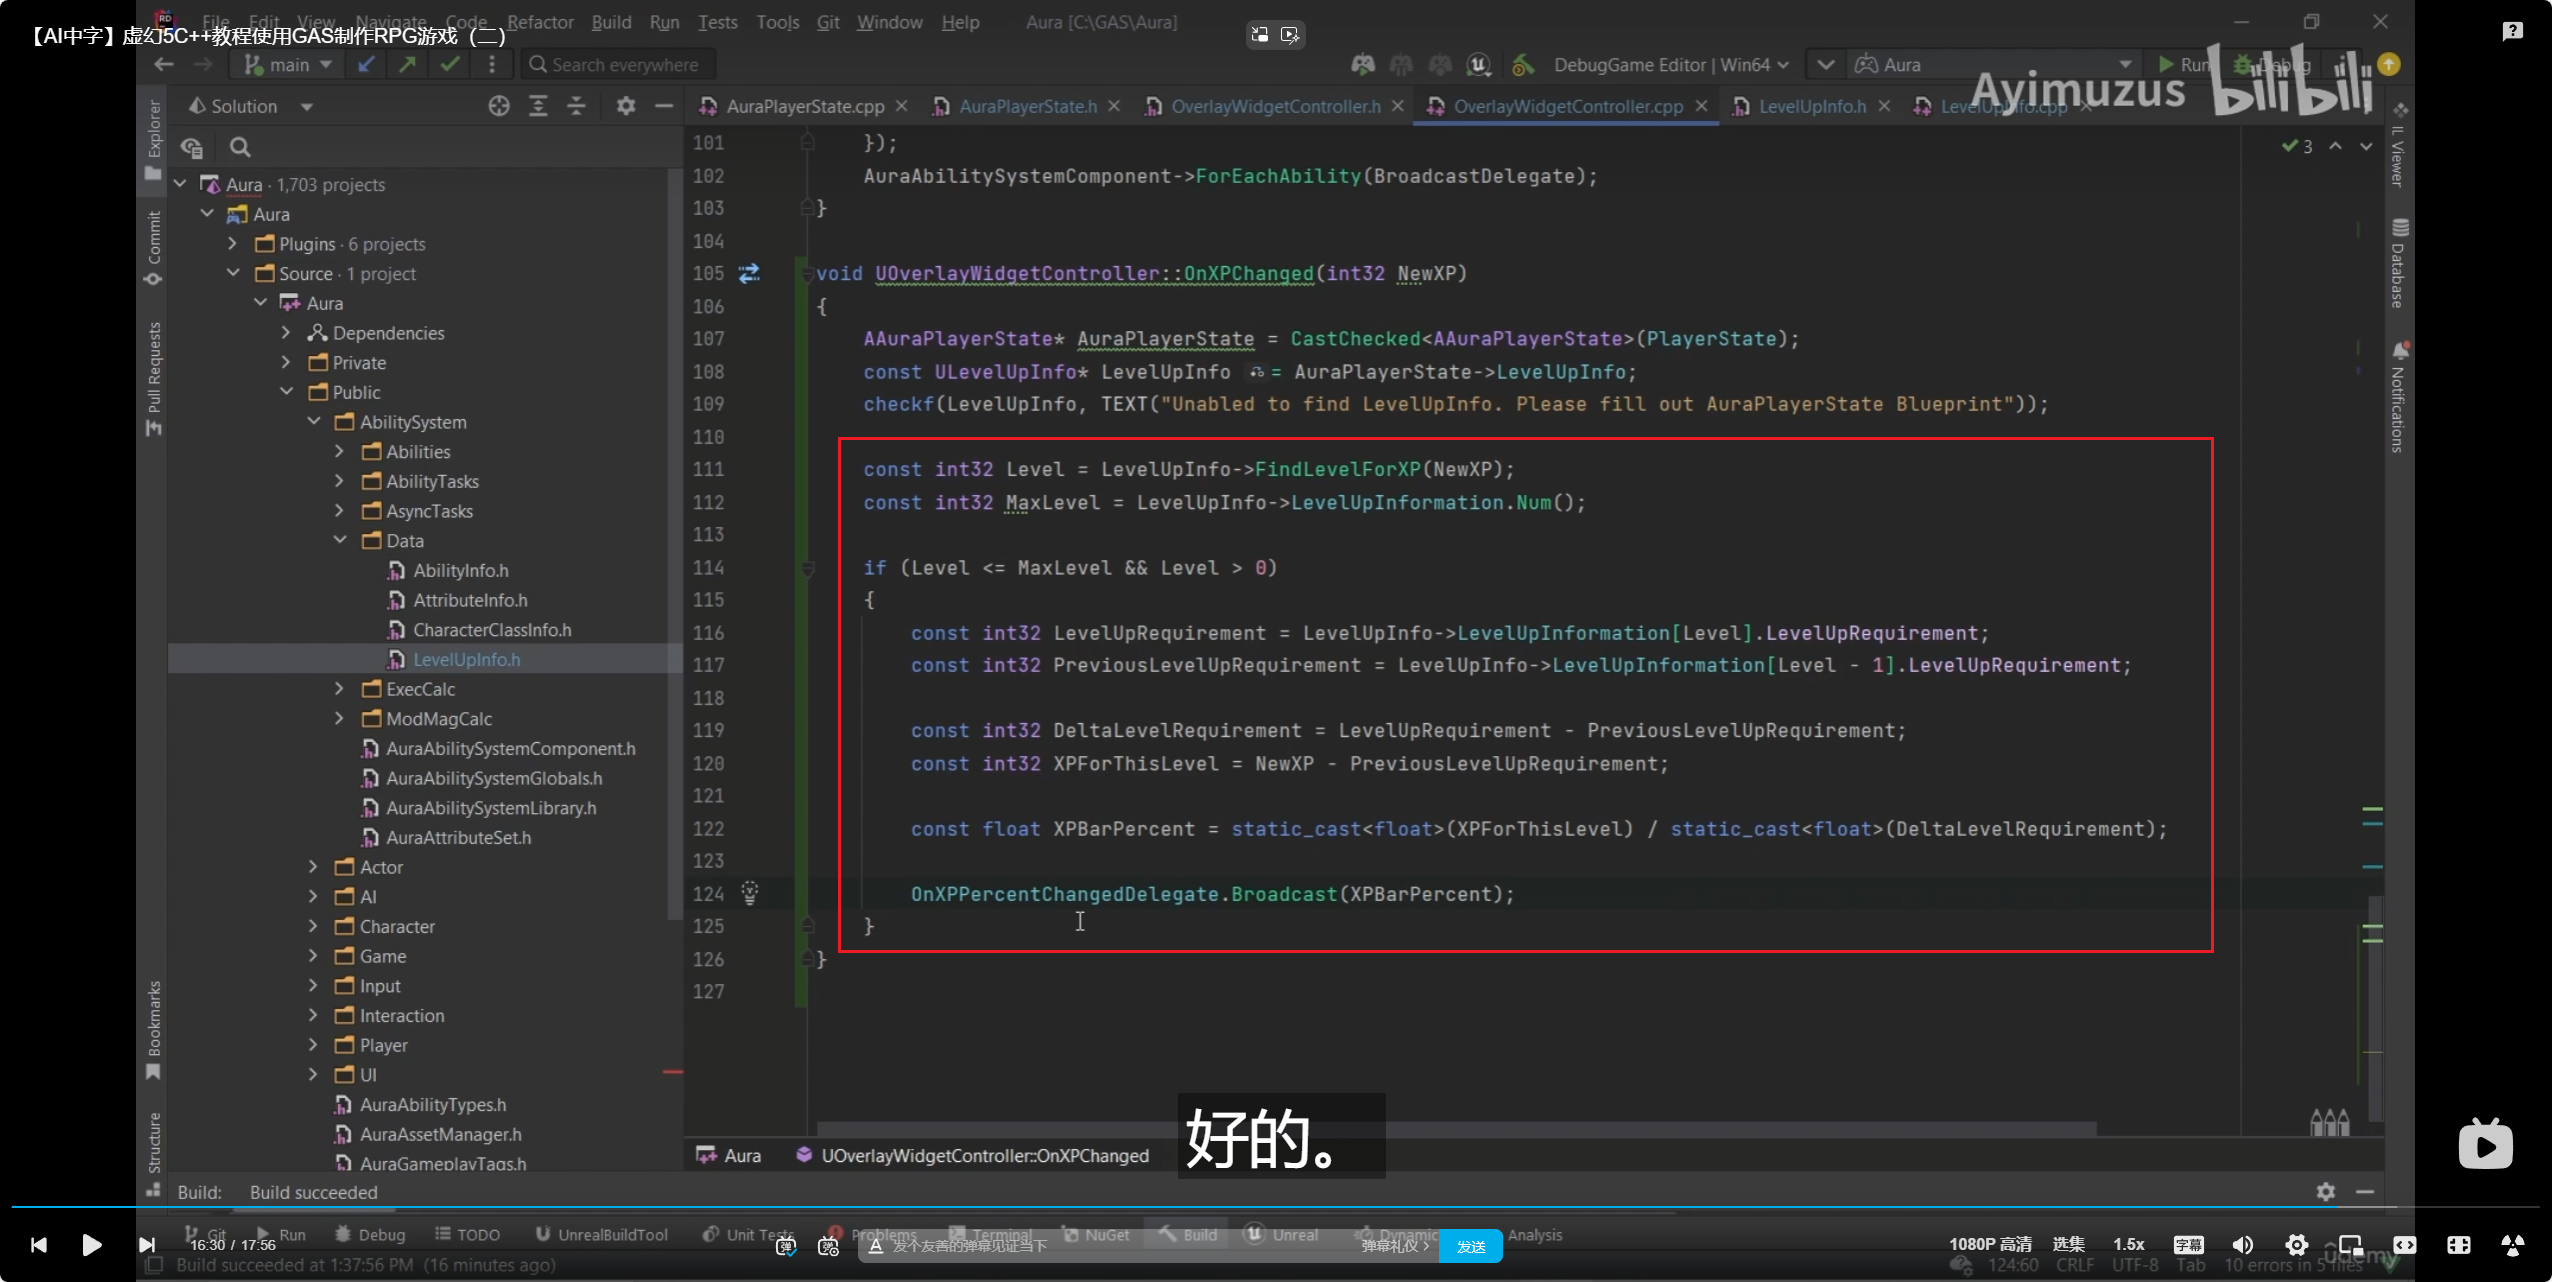 File Edit View Navigate Code Refactor Build Run Tests Tools Git Window Help Aura [C:\GAS\Aura]
【AI中字】虚幻5C++教程使用GAS制作RPG游戏（二）
main Search everywhere DebugGame Editor | Win64 Aura Run Debug
Ayimuzus bilibili
Solution AuraPlayerState.cpp AuraPlayerState.h OverlayWidgetController.h OverlayWidgetController.cpp LevelUpInfo.h LevelUpInfo.cpp
Explorer
Commit
Pull Requests
Bookmarks
Structure
Aura · 1,703 projects
Aura
Plugins · 6 projects
Source · 1 project
Aura
Dependencies
Private
Public
AbilitySystem
Abilities
AbilityTasks
AsyncTasks
Data
AbilityInfo.h
AttributeInfo.h
CharacterClassInfo.h
LevelUpInfo.h
ExecCalc
ModMagCalc
AuraAbilitySystemComponent.h
AuraAbilitySystemGlobals.h
AuraAbilitySystemLibrary.h
AuraAttributeSet.h
Actor
AI
Character
Game
Input
Interaction
Player
UI
AuraAbilityTypes.h
AuraAssetManager.h
AuraGameplayTags.h
3
101 });
102 AuraAbilitySystemComponent->ForEachAbility(BroadcastDelegate);
103 }
104
105 void UOverlayWidgetController::OnXPChanged(int32 NewXP)
106 {
107 AAuraPlayerState* AuraPlayerState = CastChecked<AAuraPlayerState>(PlayerState);
108 const ULevelUpInfo* LevelUpInfo = AuraPlayerState->LevelUpInfo;
109 checkf(LevelUpInfo, TEXT("Unabled to find LevelUpInfo. Please fill out AuraPlayerState Blueprint"));
110
111 const int32 Level = LevelUpInfo->FindLevelForXP(NewXP);
112 const int32 MaxLevel = LevelUpInfo->LevelUpInformation.Num();
113
114 if (Level <= MaxLevel && Level > 0)
115 {
116 const int32 LevelUpRequirement = LevelUpInfo->LevelUpInformation[Level].LevelUpRequirement;
117 const int32 PreviousLevelUpRequirement = LevelUpInfo->LevelUpInformation[Level - 1].LevelUpRequirement;
118
119 const int32 DeltaLevelRequirement = LevelUpRequirement - PreviousLevelUpRequirement;
120 const int32 XPForThisLevel = NewXP - PreviousLevelUpRequirement;
121
122 const float XPBarPercent = static_cast<float>(XPForThisLevel) / static_cast<float>(DeltaLevelRequirement);
123
124 OnXPPercentChangedDelegate.Broadcast(XPBarPercent);
125 }
126 }
127
IL Viewer
Database
Notifications
Aura UOverlayWidgetController::OnXPChanged
好的。
Build: Build succeeded
Git Run Debug TODO UnrealBuildTool Unit Tests Problems Terminal NuGet Build Unreal Dynamic Analysis
16:30 / 17:56 发个友善的弹幕见证当下 弹幕礼仪 > 发送 1080P 高清 选集 1.5x 字幕
Build succeeded at 1:37:56 PM (16 minutes ago) 124:60 CRLF UTF-8 Tab 10 errors in 5 files
udemy